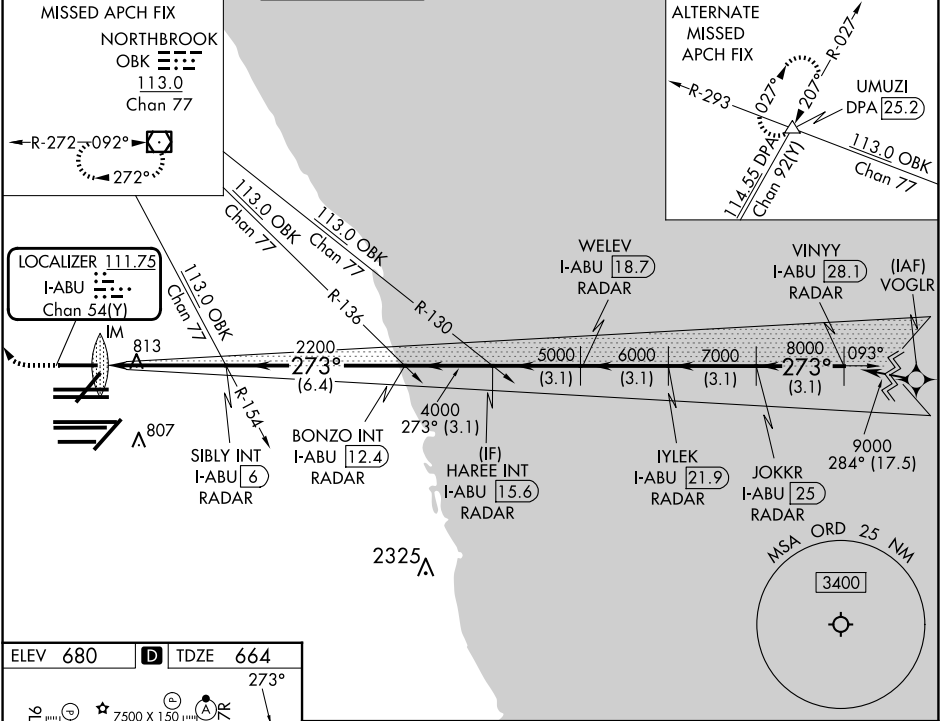 MISSED APCH FIX
NORTHBROOK
OBK
113.0
Chan 77
R-272
092°
272°
ALTERNATE
MISSED
APCH FIX
R-027
027°
207°
R-293
UMUZI
DPA 25.2
113.0 OBK
Chan 77
114.55 DPA
Chan 92(Y)
LOCALIZER 111.75
I-ABU
Chan 54(Y)
IM
813
807
113.0 OBK
Chan 77
R-154
113.0 OBK
Chan 77
R-136
113.0 OBK
Chan 77
R-130
WELEV
I-ABU 18.7
RADAR
VINYY
I-ABU 28.1
RADAR
(IAF)
VOGLR
2200
273°
(6.4)
4000
273° (3.1)
5000
(3.1)
6000
(3.1)
7000
(3.1)
8000
273°
(3.1)
093°
9000
284° (17.5)
SIBLY INT
I-ABU 6
RADAR
BONZO INT
I-ABU 12.4
RADAR
(IF)
HAREE INT
I-ABU 15.6
RADAR
IYLEK
I-ABU 21.9
RADAR
JOKKR
I-ABU 25
RADAR
2325
MSA ORD 25 NM
3400
ELEV 680 D TDZE 664
273°
16
P
7500 X 150
P
A
7R